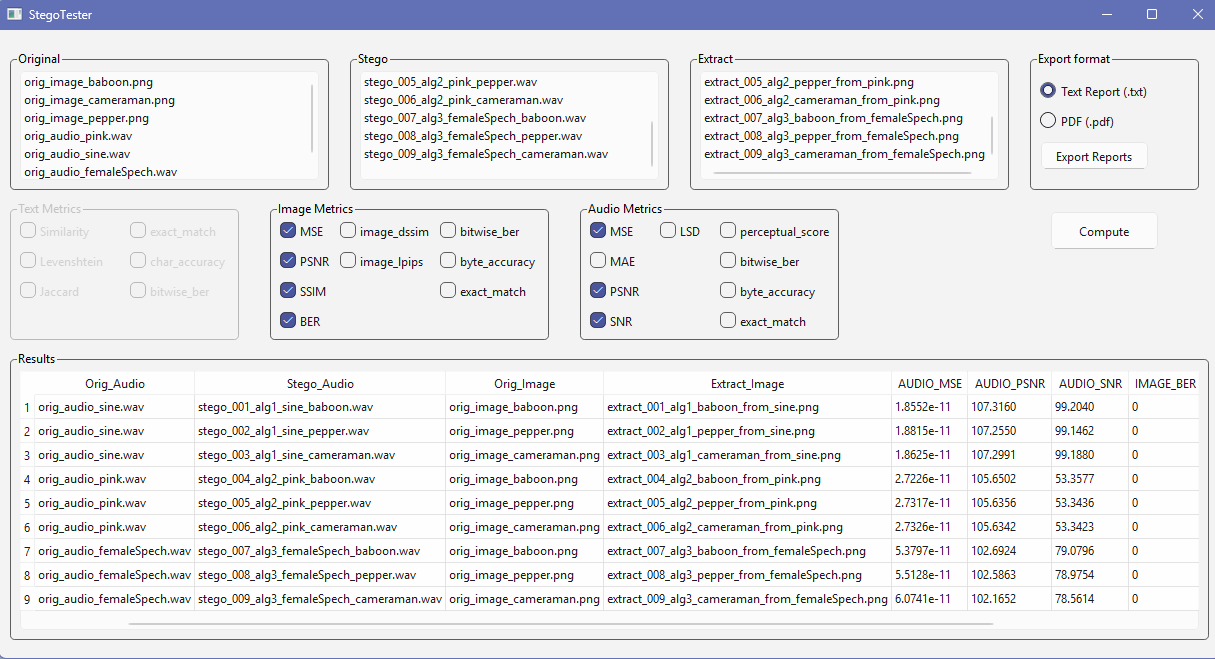 StegoTester
Original
orig_image_baboon.png
orig_image_cameraman.png
orig_image_pepper.png
orig_audio_pink.wav
orig_audio_sine.wav
orig_audio_femaleSpech.wav
Stego
stego_005_alg2_pink_pepper.wav
stego_006_alg2_pink_cameraman.wav
stego_007_alg3_femaleSpech_baboon.wav
stego_008_alg3_femaleSpech_pepper.wav
stego_009_alg3_femaleSpech_cameraman.wav
Extract
extract_005_alg2_pepper_from_pink.png
extract_006_alg2_cameraman_from_pink.png
extract_007_alg3_baboon_from_femaleSpech.png
extract_008_alg3_pepper_from_femaleSpech.png
extract_009_alg3_cameraman_from_femaleSpech.png
Export format
Text Report (.txt)
PDF (.pdf)
Export Reports
Text Metrics
Similarity exact_match
Levenshtein char_accuracy
Jaccard bitwise_ber
Image Metrics
MSE image_dssim bitwise_ber
PSNR image_lpips byte_accuracy
SSIM exact_match
BER
Audio Metrics
MSE LSD perceptual_score
MAE bitwise_ber
PSNR byte_accuracy
SNR exact_match
Compute
Results
Orig_Audio Stego_Audio Orig_Image Extract_Image AUDIO_MSE AUDIO_PSNR AUDIO_SNR IMAGE_BER
1 orig_audio_sine.wav stego_001_alg1_sine_baboon.wav orig_image_baboon.png extract_001_alg1_baboon_from_sine.png 1.8552e-11 107.3160 99.2040 0
2 orig_audio_sine.wav stego_002_alg1_sine_pepper.wav orig_image_pepper.png extract_002_alg1_pepper_from_sine.png 1.8815e-11 107.2550 99.1462 0
3 orig_audio_sine.wav stego_003_alg1_sine_cameraman.wav orig_image_cameraman.png extract_003_alg1_cameraman_from_sine.png 1.8625e-11 107.2991 99.1880 0
4 orig_audio_pink.wav stego_004_alg2_pink_baboon.wav orig_image_baboon.png extract_004_alg2_baboon_from_pink.png 2.7226e-11 105.6502 53.3577 0
5 orig_audio_pink.wav stego_005_alg2_pink_pepper.wav orig_image_pepper.png extract_005_alg2_pepper_from_pink.png 2.7317e-11 105.6356 53.3436 0
6 orig_audio_pink.wav stego_006_alg2_pink_cameraman.wav orig_image_cameraman.png extract_006_alg2_cameraman_from_pink.png 2.7326e-11 105.6342 53.3423 0
7 orig_audio_femaleSpech.wav stego_007_alg3_femaleSpech_baboon.wav orig_image_baboon.png extract_007_alg3_baboon_from_femaleSpech.png 5.3797e-11 102.6924 79.0796 0
8 orig_audio_femaleSpech.wav stego_008_alg3_femaleSpech_pepper.wav orig_image_pepper.png extract_008_alg3_pepper_from_femaleSpech.png 5.5128e-11 102.5863 78.9754 0
9 orig_audio_femaleSpech.wav stego_009_alg3_femaleSpech_cameraman.wav orig_image_cameraman.png extract_009_alg3_cameraman_from_femaleSpech.png 6.0741e-11 102.1652 78.5614 0